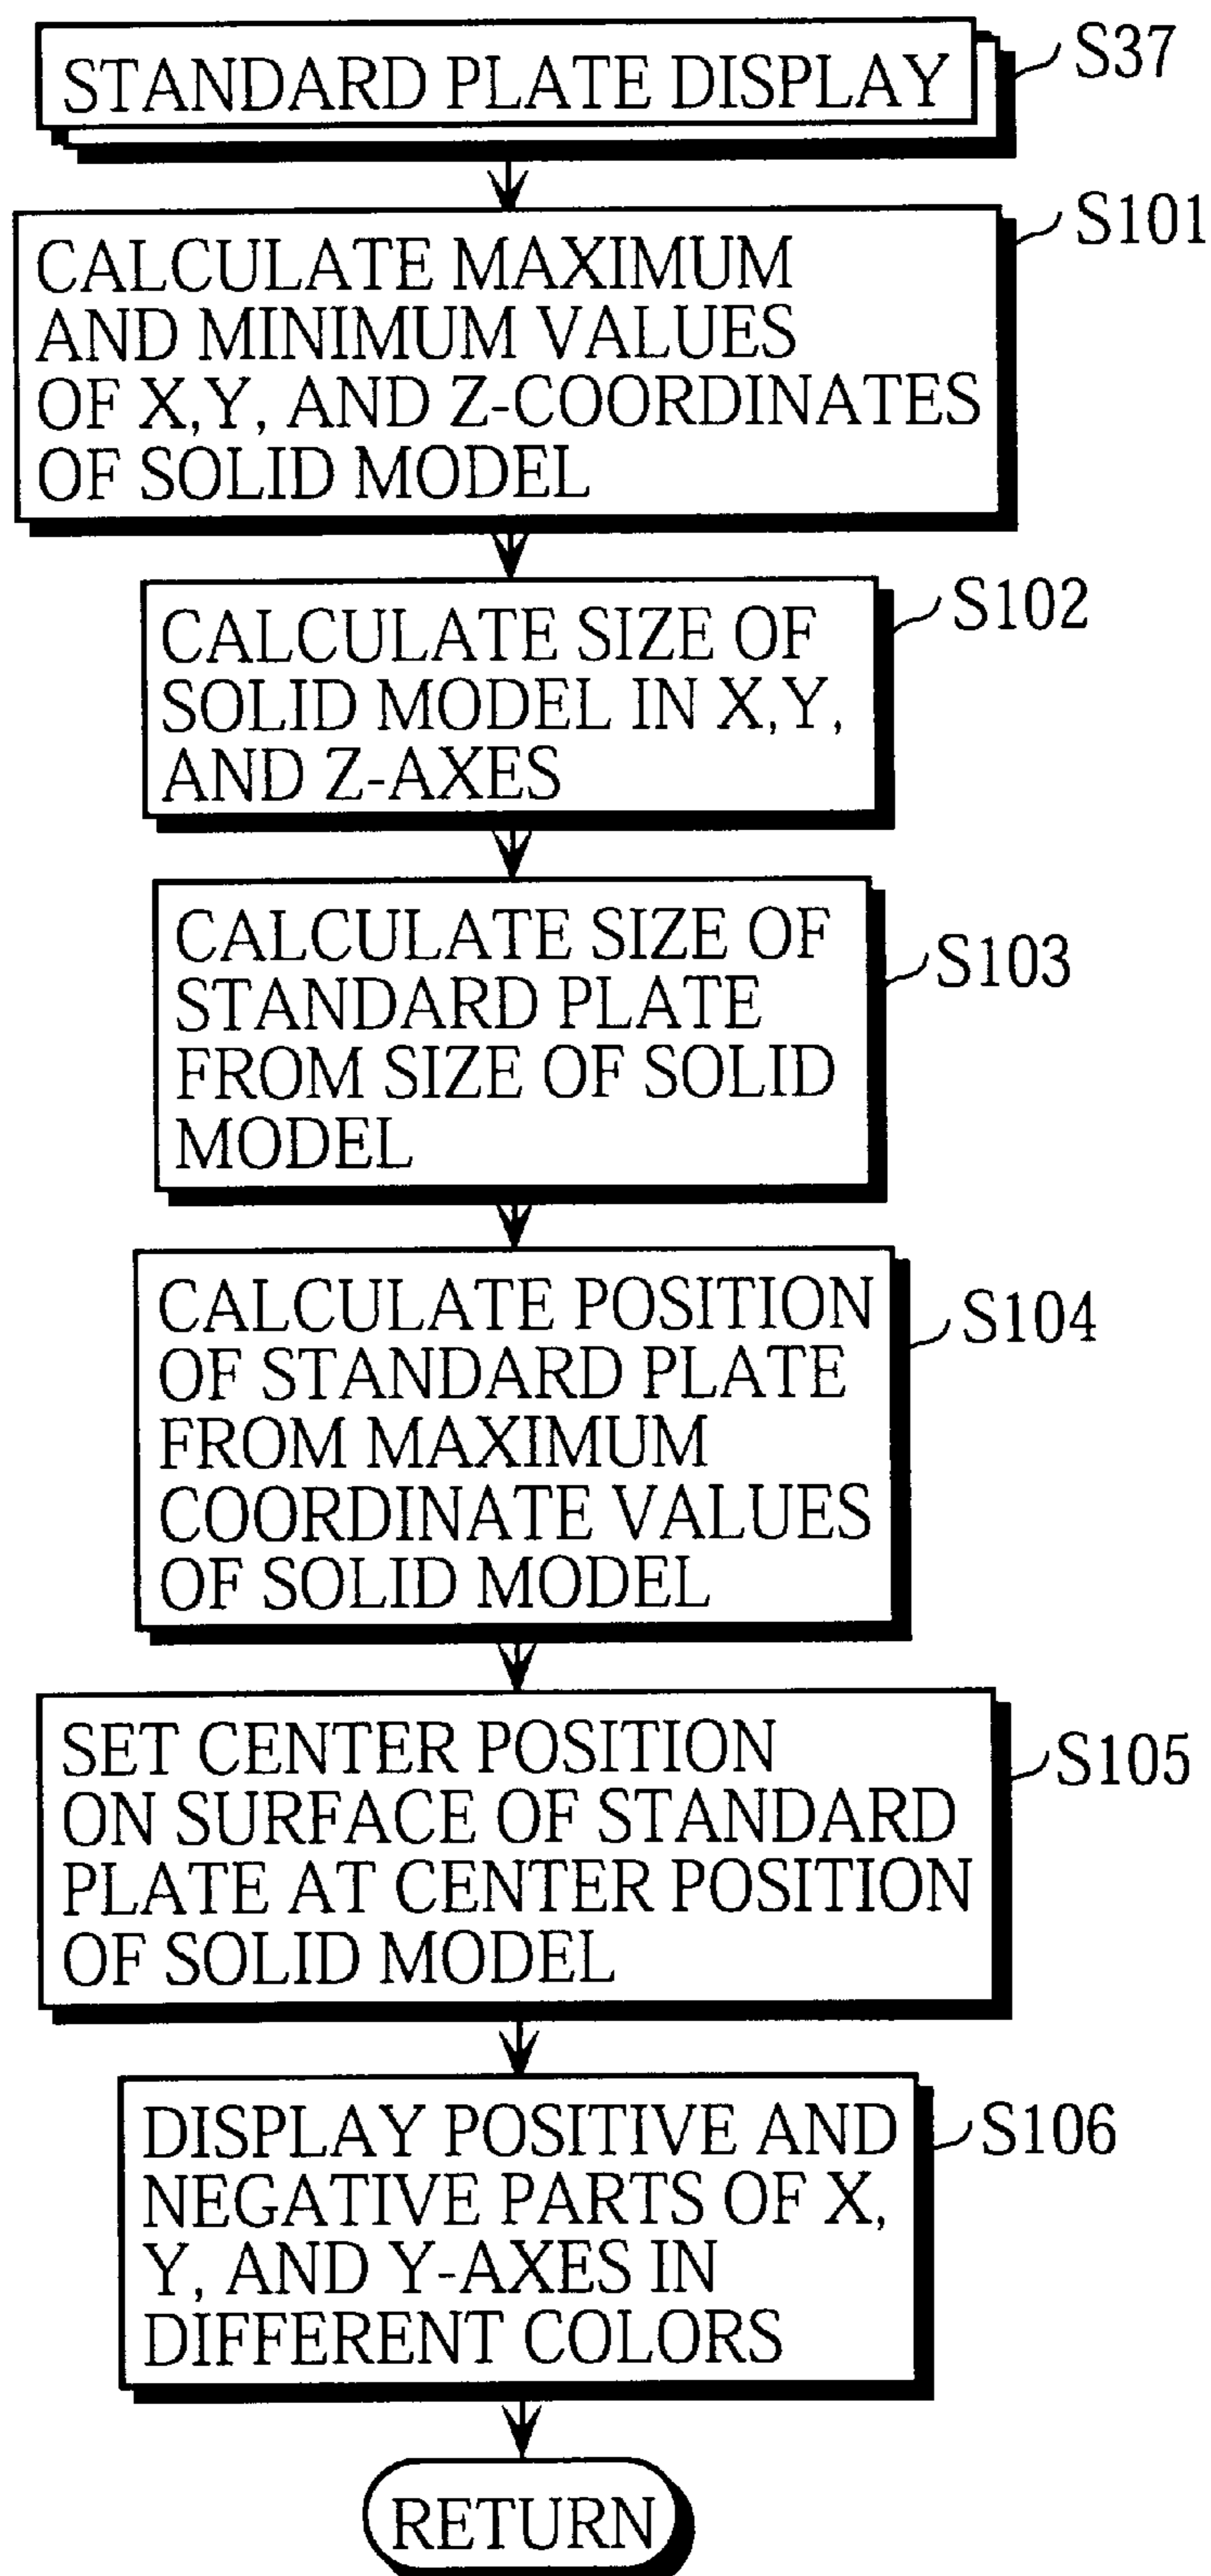 STANDARD PLATE DISPLAY
S37
CALCULATE MAXIMUM
AND MINIMUM VALUES
OF X,Y, AND Z-COORDINATES
OF SOLID MODEL
S101
CALCULATE SIZE OF
SOLID MODEL IN X,Y,
AND Z-AXES
S102
CALCULATE SIZE OF
STANDARD PLATE
FROM SIZE OF SOLID
MODEL
S103
CALCULATE POSITION
OF STANDARD PLATE
FROM MAXIMUM
COORDINATE VALUES
OF SOLID MODEL
S104
SET CENTER POSITION
ON SURFACE OF STANDARD
PLATE AT CENTER POSITION
OF SOLID MODEL
S105
DISPLAY POSITIVE AND
NEGATIVE PARTS OF X,
Y, AND Y-AXES IN
DIFFERENT COLORS
S106
RETURN